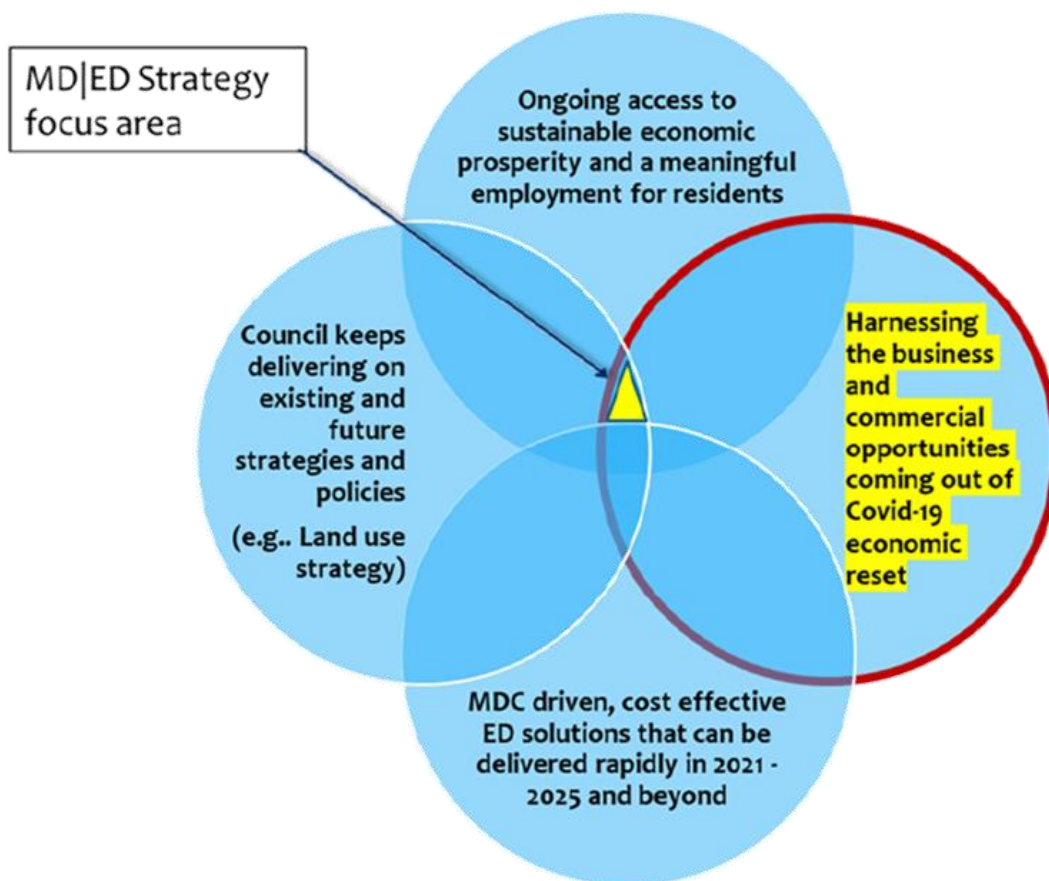 MD|ED Strategy
focus area
Ongoing access to
sustainable economic
prosperity and a meaningful
employment for residents
Council keeps
delivering on
existing and
future
strategies and
policies
(e.g.. Land use
strategy)
Harnessing
the business
and
commercial
opportunities
coming out of
Covid-19
economic
reset
MDC driven, cost effective
ED solutions that can be
delivered rapidly in 2021 -
2025 and beyond